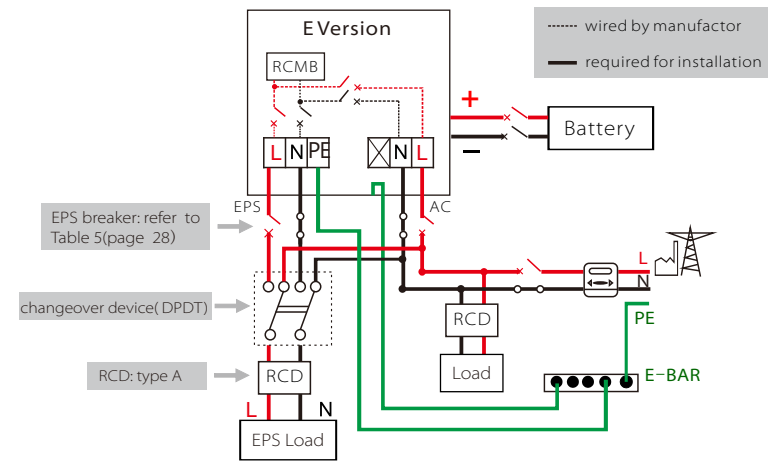 E Version
wired by manufactor
required for installation
RCMB
+
−
Battery
L N PE
N L
EPS
AC
EPS breaker: refer to
Table 5(page 28)
L
N
changeover device( DPDT)
RCD
PE
RCD: type A
RCD
Load
E-BAR
L N
EPS Load